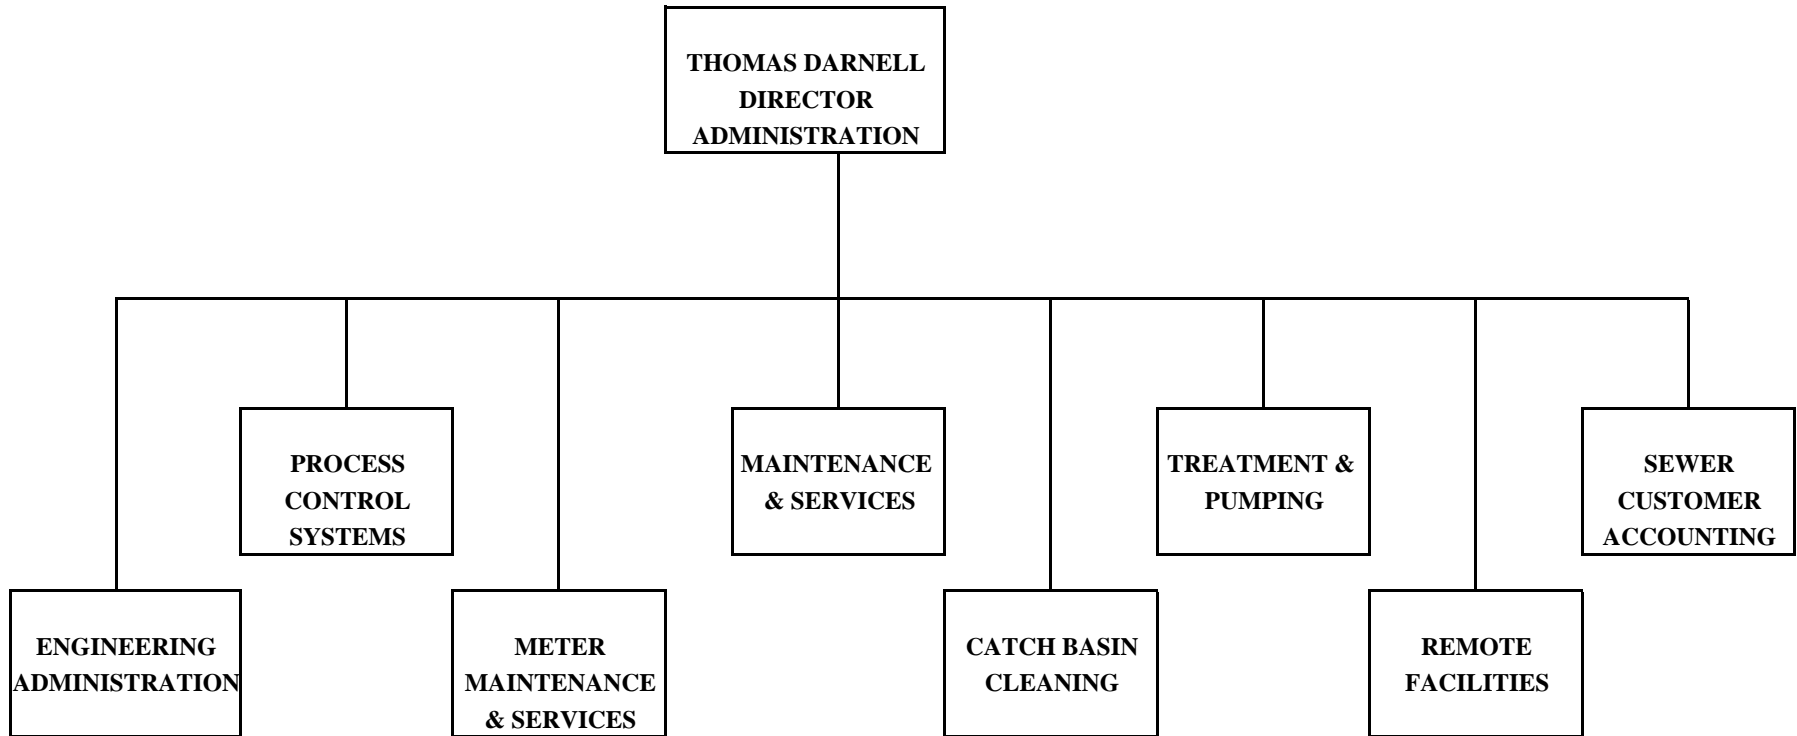 THOMAS DARNELL
DIRECTOR
ADMINISTRATION
PROCESS
CONTROL
SYSTEMS
MAINTENANCE
& SERVICES
TREATMENT &
PUMPING
SEWER
CUSTOMER
ACCOUNTING
ENGINEERING
ADMINISTRATION
METER
MAINTENANCE
& SERVICES
CATCH BASIN
CLEANING
REMOTE
FACILITIES